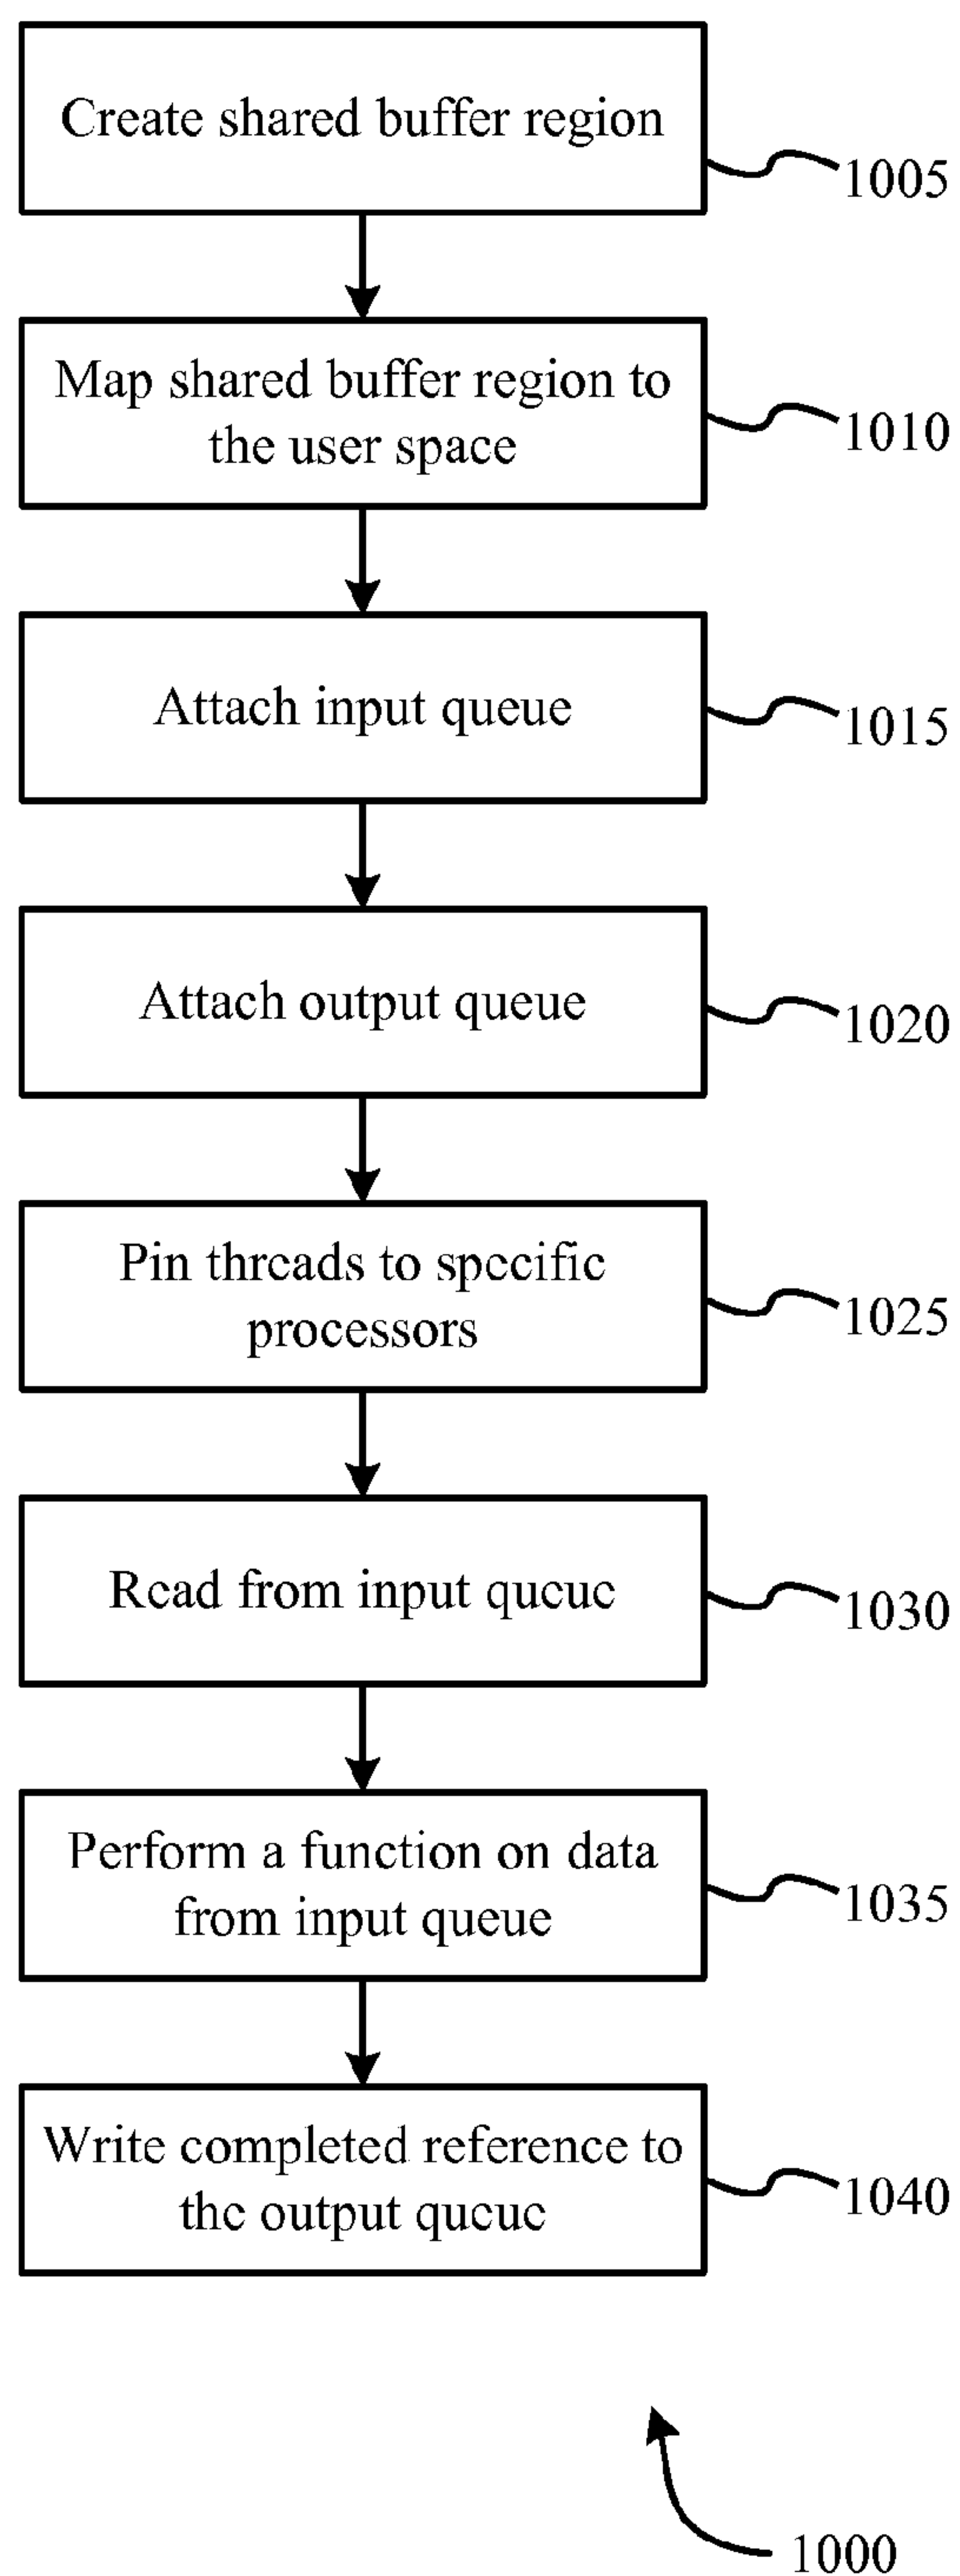 Create shared buffer region
1005
Map shared buffer region to
the user space
1010
Attach input queue
1015
Attach output queue
1020
Pin threads to specific
processors
1025
Read from input queue
1030
Perform a function on data
from input queue
1035
Write completed reference to
the output queue
1040
1000